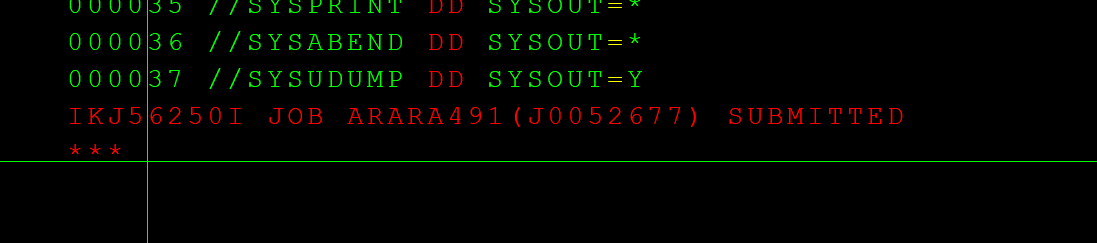 000035 //SYSPRINT DD SYSOUT=*
000036 //SYSABEND DD SYSOUT=*
000037 //SYSUDUMP DD SYSOUT=Y
IKJ56250I JOB ARARA491(J0052677) SUBMITTED
***